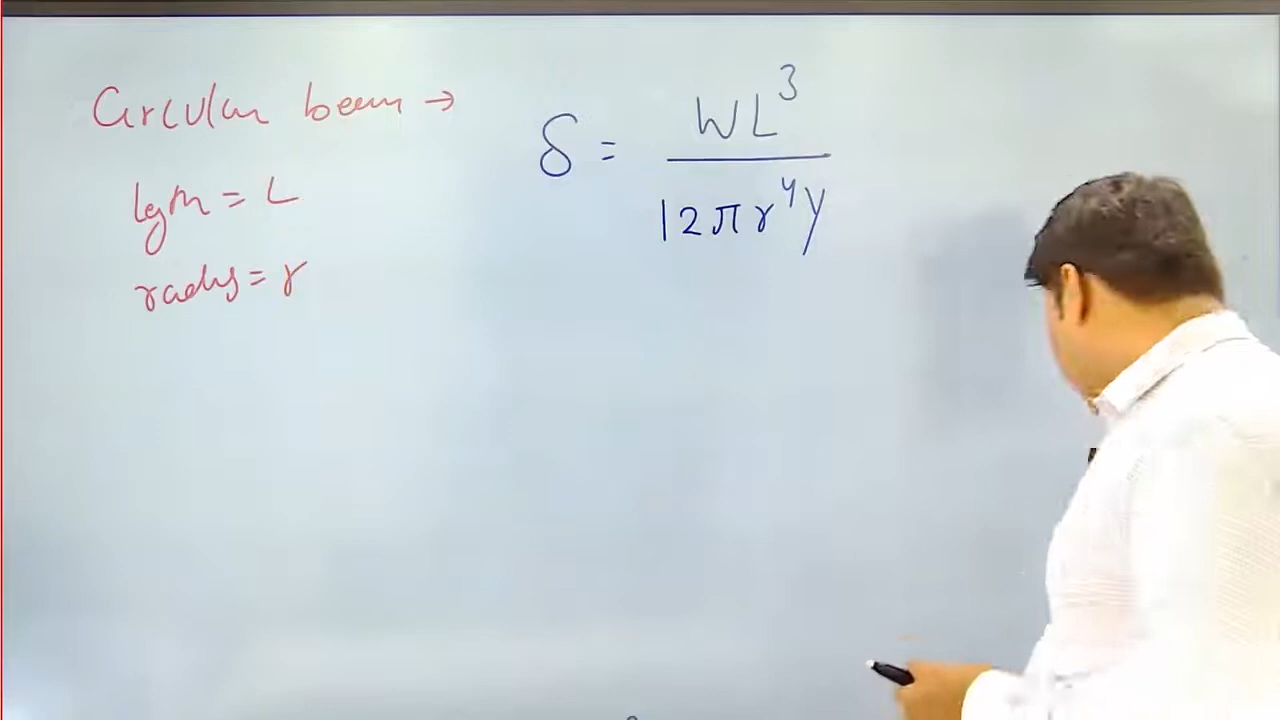 Circular beam →
δ = WL³ / 12πr⁴Y
lgth = L
radius = r